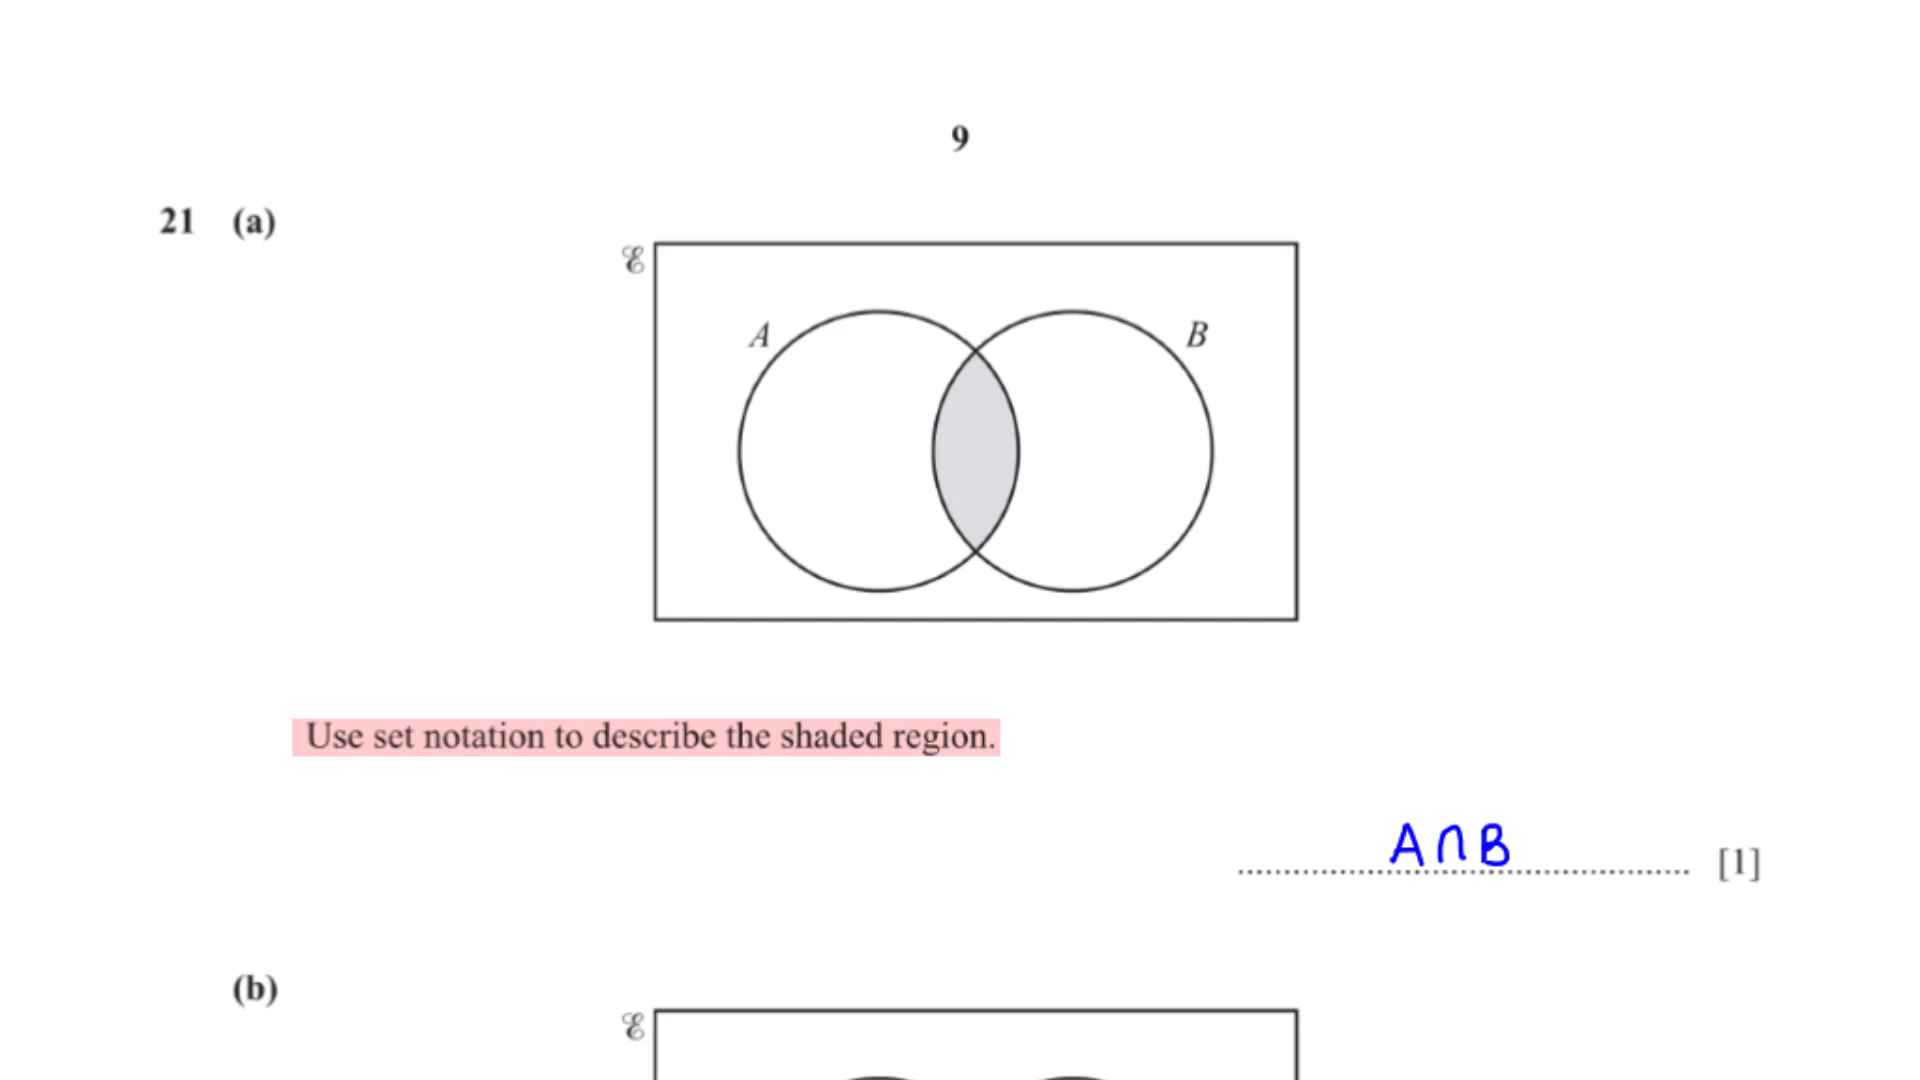 9
21 (a)
ℰ
A B
Use set notation to describe the shaded region.
A∩B
[1]
(b)
ℰ